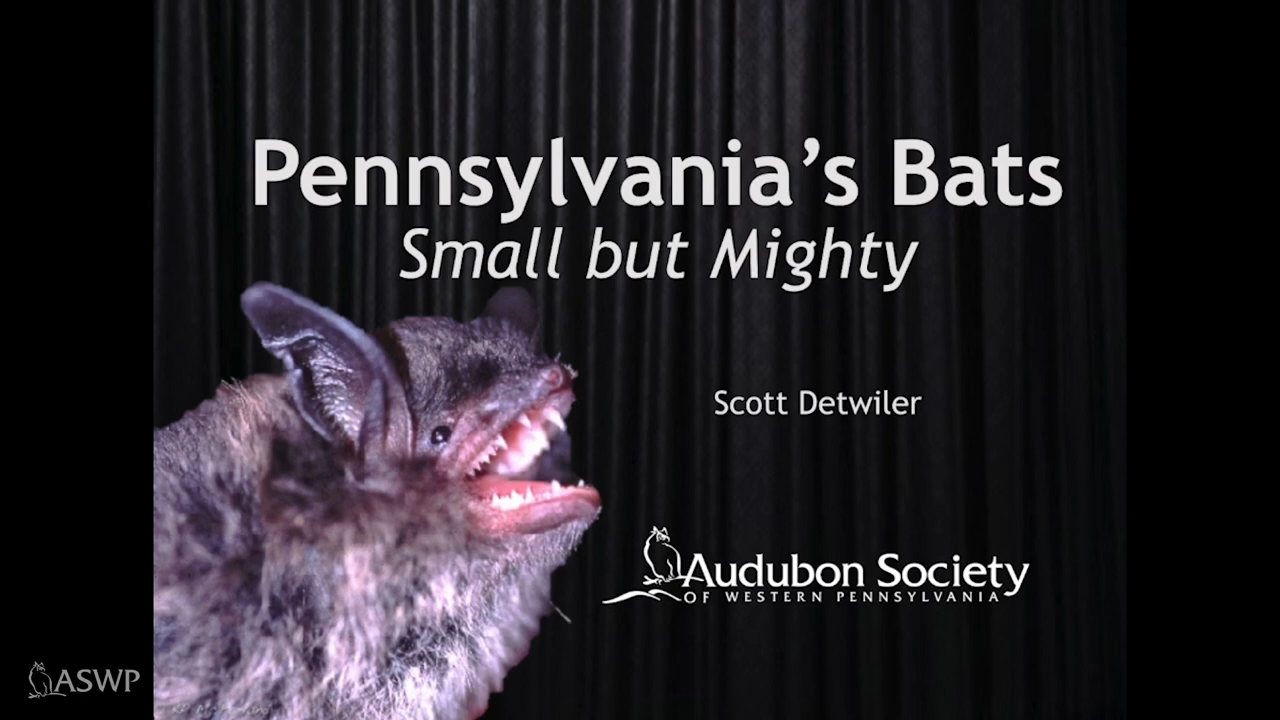 Pennsylvania’s Bats
Small but Mighty
Scott Detwiler
Audubon Society
OF WESTERN PENNSYLVANIA
ASWP